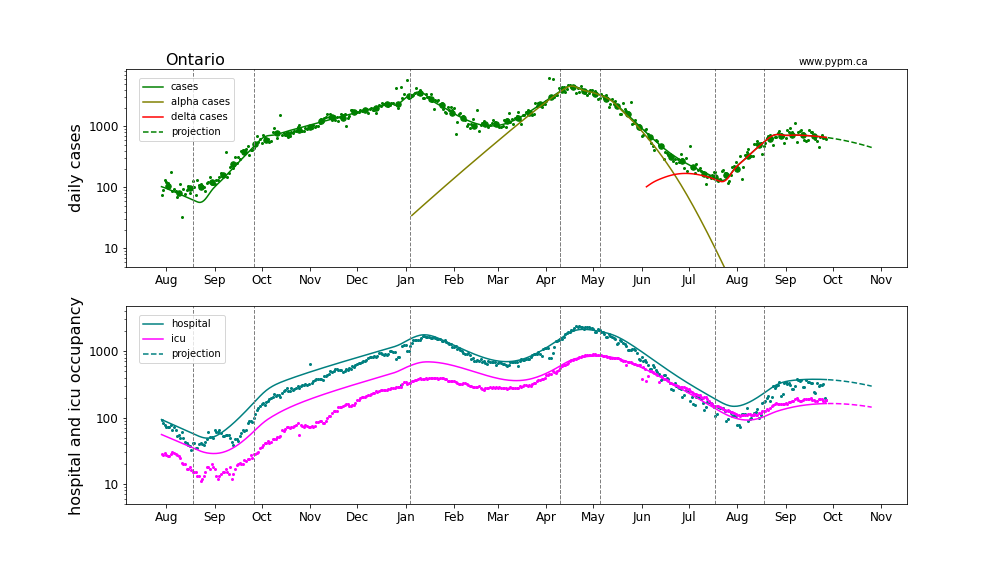 Ontario
www.pypm.ca
daily cases
cases
alpha cases
delta cases
projection
1000
100
10
Aug Sep Oct Nov Dec Jan Feb Mar Apr May Jun Jul Aug Sep Oct Nov
hospital and icu occupancy
hospital
icu
projection
1000
100
10
Aug Sep Oct Nov Dec Jan Feb Mar Apr May Jun Jul Aug Sep Oct Nov